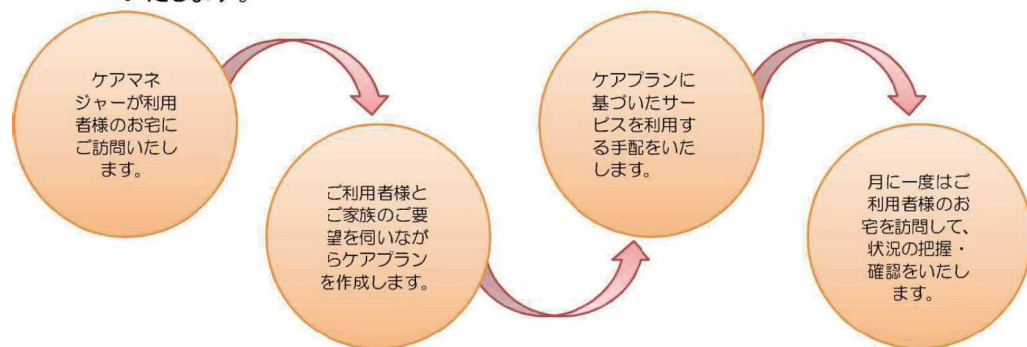 いたします。
ケアマネ
ジャーが利用
者様のお宅に
ご訪問いたし
ます。
ご利用者様と
ご家族のご要
望を伺いなが
らケアプラン
を作成します。
ケアプランに
基づいたサー
ビスを利用す
る手配をいた
します。
月に一度はご
利用者様のお
宅を訪問して、
状況の把握・
確認をいたし
ます。